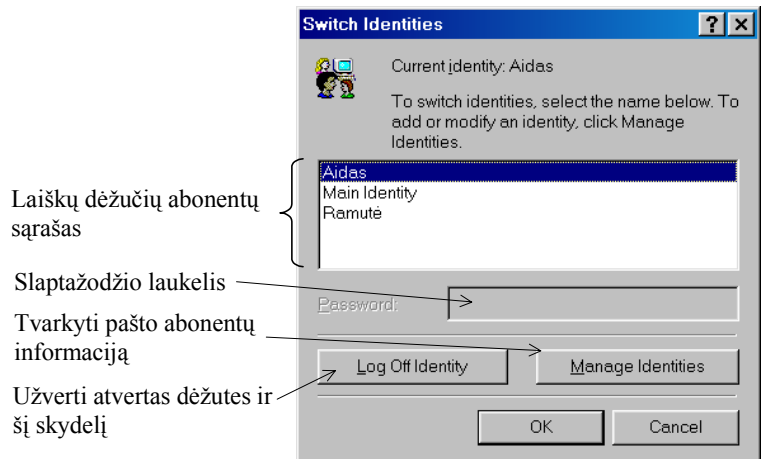 Switch Identities
Current identity: Aidas
To switch identities, select the name below. To
add or modify an identity, click Manage
Identities.
Aidas
Main Identity
Ramutė
Laiškų dėžučių abonentų
sąrašas
Slaptažodžio laukelis
Password:
Tvarkyti pašto abonentų
informaciją
Log Off Identity
Manage Identities
Užverti atvertas dėžutes ir
šį skydelį
OK
Cancel